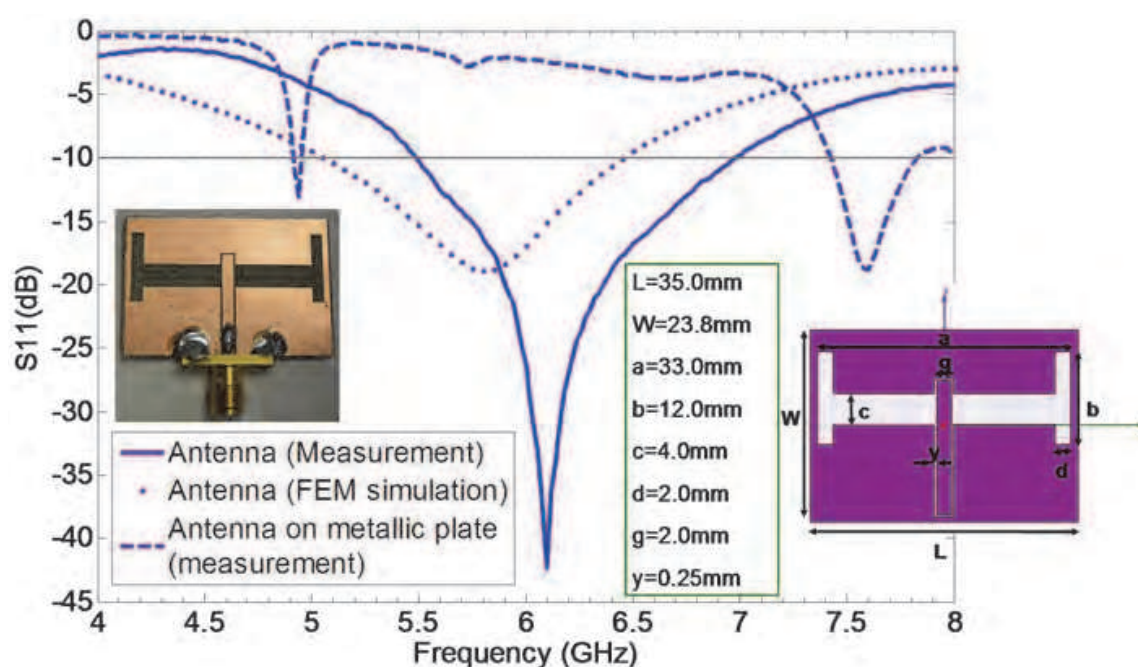 0
-5
-10
-15
-20
-25
-30
-35
-40
-45
S11(dB)
4
4.5
5
5.5
6
6.5
7
7.5
8
Frequency (GHz)
Antenna (Measurement)
Antenna (FEM simulation)
Antenna on metallic plate
(measurement)
L=35.0mm
W=23.8mm
a=33.0mm
b=12.0mm
c=4.0mm
d=2.0mm
g=2.0mm
y=0.25mm
a
g
W
c
b
y
d
L